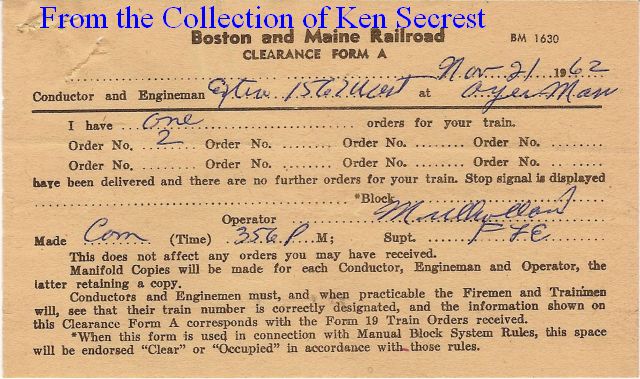 From the Collection of Ken Secrest
Boston and Maine Railroad BM 1630
CLEARANCE FORM A
Nov 21 1962
Conductor and Engineman Extra 1567 West at Ayer Mass
I have one orders for your train.
Order No. 2 Order No. Order No. Order No.
Order No. Order No. Order No. Order No.
have been delivered and there are no further orders for your train. Stop signal is displayed
*Block
Operator Mulholland
Made Com (Time) 356 P M; Supt. FLE
This does not affect any orders you may have received.
Manifold Copies will be made for each Conductor, Engineman and Operator, the
latter retaining a copy.
Conductors and Enginemen must, and when practicable the Firemen and Trainmen
will, see that their train number is correctly designated, and the information shown on
this Clearance Form A corresponds with the Form 19 Train Orders received.
*When this form is used in connection with Manual Block System Rules, this space
will be endorsed "Clear" or "Occupied" in accordance with those rules.